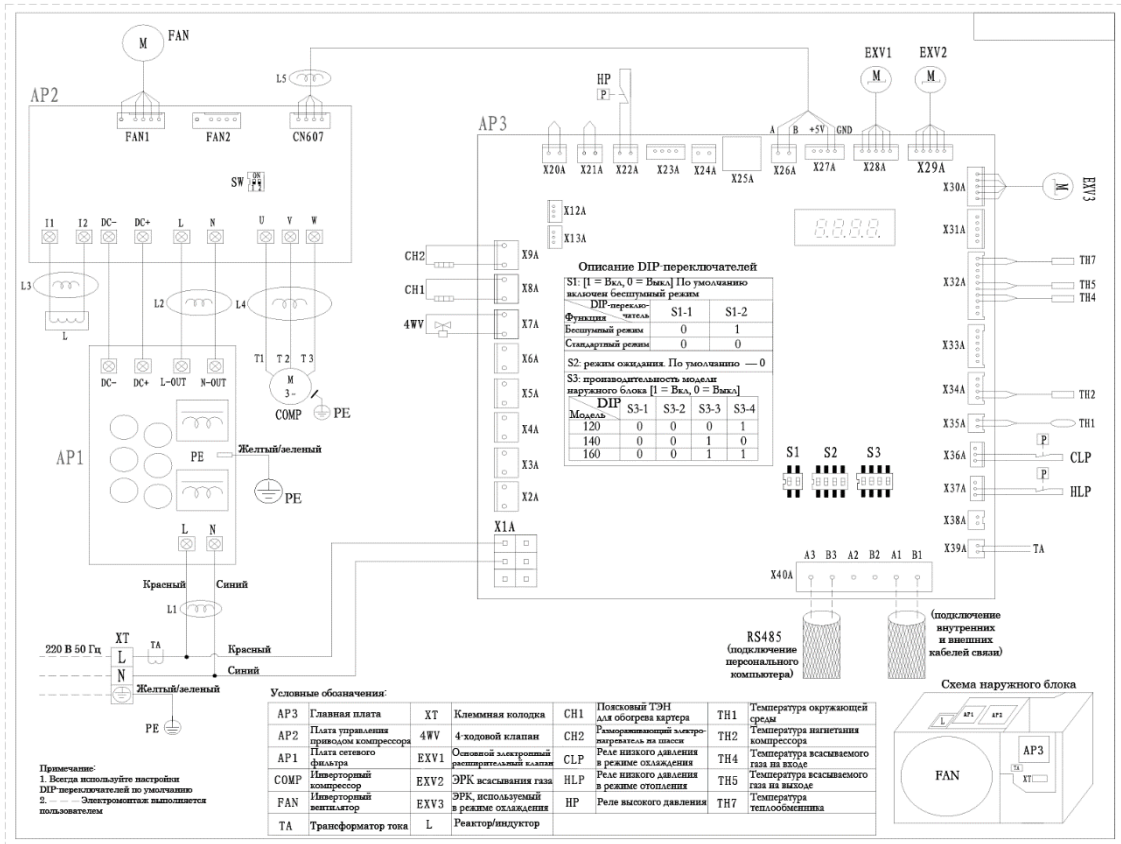 FAN
M
L5
AP2
FAN1
FAN2
CN607
SW
ON
1 2
I1 I2 DC- DC+ L N U V W
L3
L
L2
L4
T1 T2 T3
M
3~
COMP
PE
DC- DC+ L-OUT N-OUT
AP1
PE
Желтый/зеленый
PE
L N
Красный
Синий
L1
220 В 50 Гц
XT
L
N
TA
Красный
Синий
Желтый/зеленый
PE
HP
P
EXV1
M
EXV2
M
AP3
A B +5V GND
X20A X21A X22A X23A X24A X25A X26A X27A X28A X29A
X12A
X13A
CH2
X9A
CH1
X8A
4WV
X7A
X6A
X5A
X4A
X3A
X2A
X1A
8.8.8.8.
X30A
M
EXV3
X31A
X32A
TH7
TH5
TH4
X33A
X34A
TH2
X35A
TH1
X36A
P
CLP
X37A
P
HLP
X38A
X39A
TA
Описание DIP-переключателей
S1: [1 = Вкл, 0 = Выкл] По умолчанию
включен бесшумный режим
DIP-переклю-
чатель
Функция
S1-1 S1-2
Бесшумный режим 0 1
Стандартный режим 0 0
S2: режим ожидания. По умолчанию — 0
S3: производительность модели
наружного блока [1 = Вкл, 0 = Выкл]
DIP
Модель
S3-1 S3-2 S3-3 S3-4
120 0 0 0 1
140 0 0 1 0
160 0 0 1 1
S1 S2 S3
A3 B3 A2 B2 A1 B1
X40A
RS485
(подключение
персонального
компьютера)
(подключение
внутренних
и внешних
кабелей связи)
Условные обозначения:
AP3 Главная плата XT Клеммная колодка CH1 Поясковый ТЭН
для обогрева картера TH1 Температура окружающей
среды
AP2 Плата управления
приводом компрессора 4WV 4-ходовой клапан CH2 Размораживающий электро-
нагреватель на шасси TH2 Температура нагнетания
компрессора
AP1 Плата сетевого
фильтра EXV1 Основной электронный
расширительный клапан CLP Реле низкого давления
в режиме охлаждения TH4 Температура всасываемого
газа на входе
COMP Инверторный
компрессор EXV2 ЭРК всасывания газа HLP Реле низкого давления
в режиме отопления TH5 Температура всасываемого
газа на выходе
FAN Инверторный
вентилятор EXV3 ЭРК, используемый
в режиме охлаждения HP Реле высокого давления TH7 Температура
теплообменника
TA Трансформатор тока L Реактор/индуктор
Примечание:
1. Всегда используйте настройки
DIP-переключателей по умолчанию
2. - - - - Электромонтаж выполняется
пользователем
Схема наружного блока
L
AP1
AP2
AP3
TA
XT
FAN